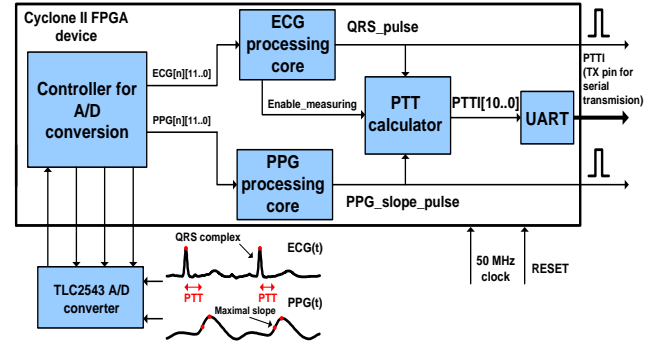 Cyclone II FPGA
device
Controller for
A/D
conversion
ECG[n][11..0]
PPG[n][11..0]
ECG
processing
core
QRS_pulse
Enable_measuring
PTT
calculator
PTTI[10..0]
UART
PTTI
(TX pin for
serial
transmision)
PPG
processing
core
PPG_slope_pulse
50 MHz
clock
RESET
TLC2543 A/D
converter
QRS complex
ECG(t)
PTT
PTT
PPG(t)
Maximal slope